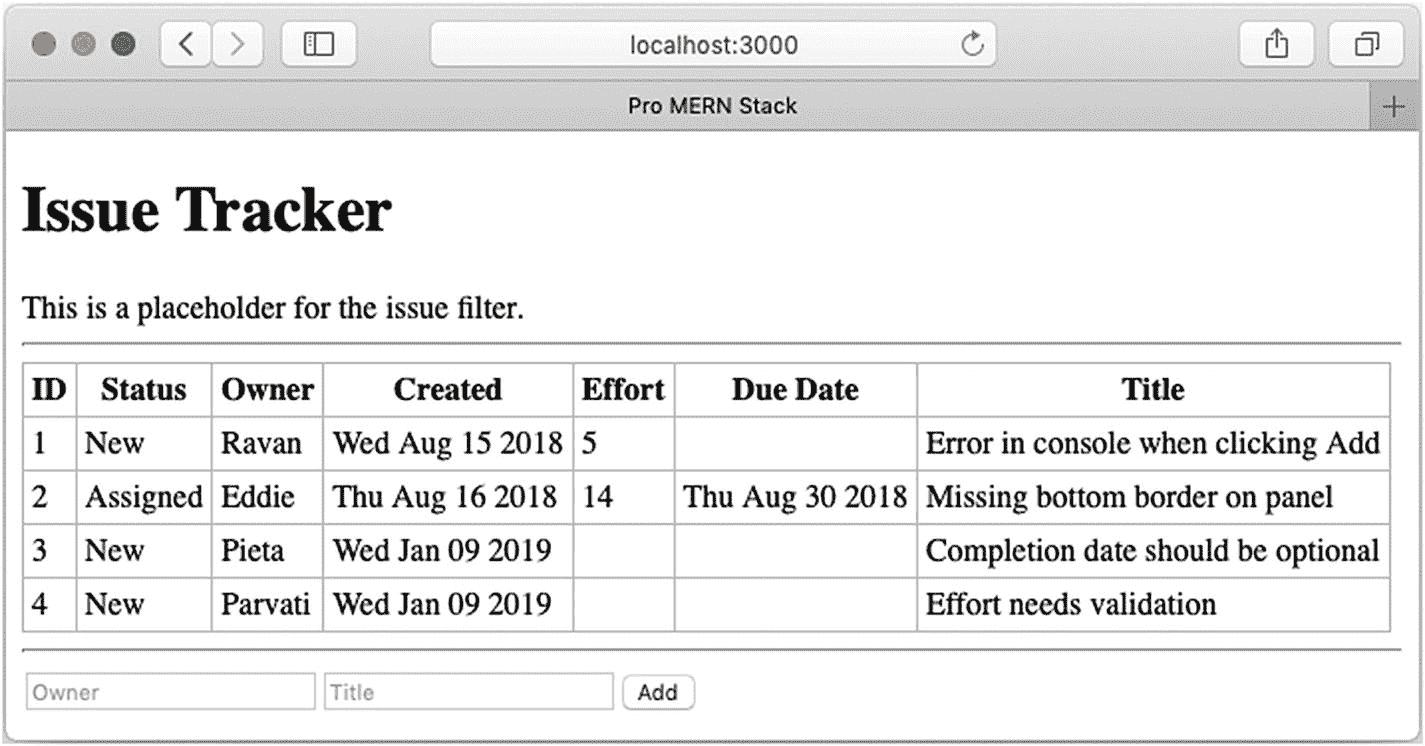 localhost:3000
Pro MERN Stack
Issue Tracker
This is a placeholder for the issue filter.
ID Status Owner Created Effort Due Date Title
1 New Ravan Wed Aug 15 2018 5 Error in console when clicking Add
2 Assigned Eddie Thu Aug 16 2018 14 Thu Aug 30 2018 Missing bottom border on panel
3 New Pieta Wed Jan 09 2019 Completion date should be optional
4 New Parvati Wed Jan 09 2019 Effort needs validation
Owner Title Add